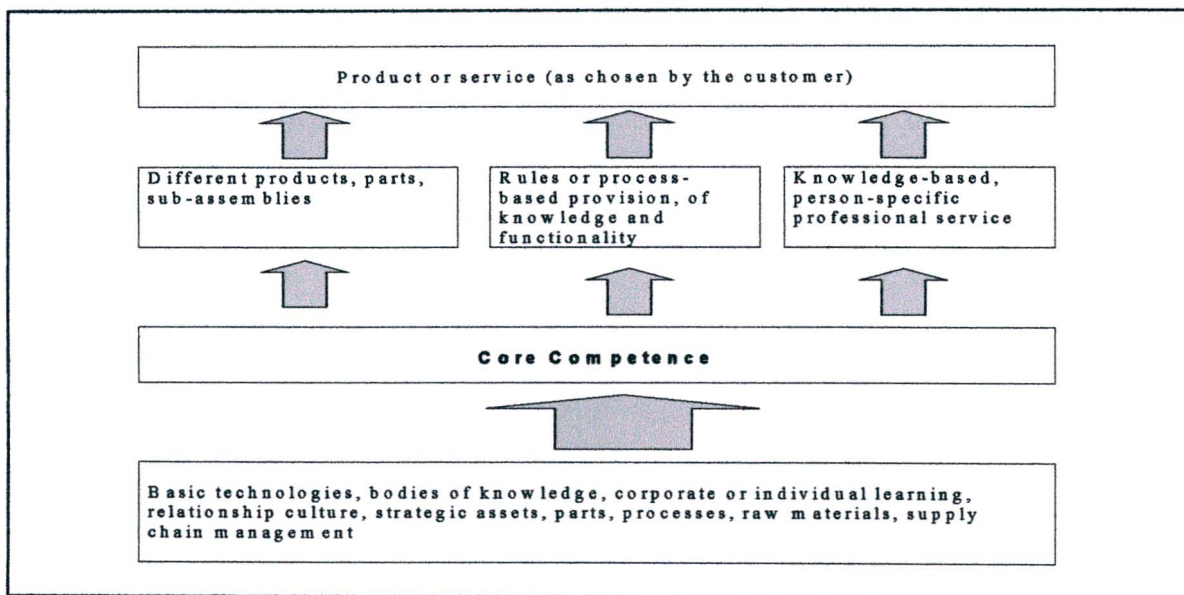 Product or service (as chosen by the customer)
Different products, parts,
sub-assemblies
Rules or process-
based provision, of
knowledge and
functionality
Knowledge-based,
person-specific
professional service
Core Competence
Basic technologies, bodies of knowledge, corporate or individual learning,
relationship culture, strategic assets, parts, processes, raw materials, supply
chain management